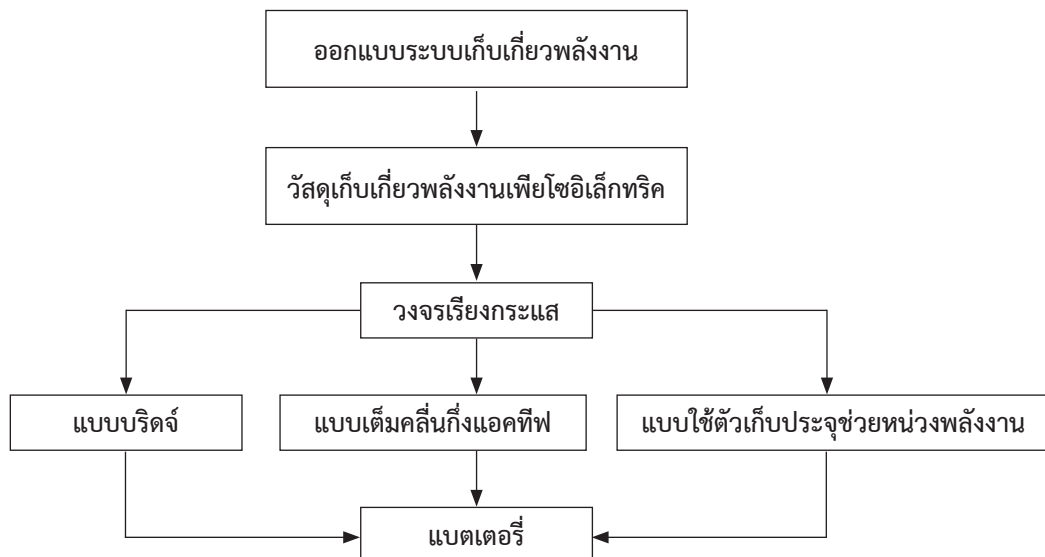 ออกแบบระบบเก็บเกี่ยวพลังงาน
วัสดุเก็บเกี่ยวพลังงานเพียโซอิเล็กทริค
วงจรเรียงกระแส
แบบบริดจ์
แบบเต็มคลื่นกึ่งแอคทีฟ
แบบใช้ตัวเก็บประจุช่วยหน่วงพลังงาน
แบตเตอรี่